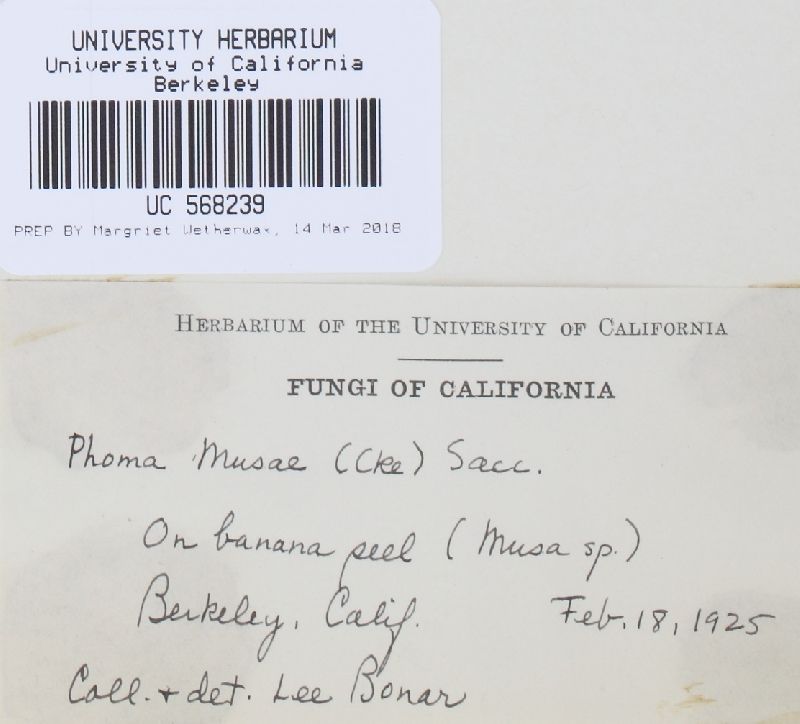 UNIVERSITY HERBARIUM
University of California
Berkeley
UC 568239
PREP BY Margriet Wetherwax, 14 Mar 2018
HERBARIUM OF THE UNIVERSITY OF CALIFORNIA
FUNGI OF CALIFORNIA
Phoma Musae (Cke) Sacc.
On banana peel (Musa sp.)
Berkeley, Calif. Feb. 18, 1925
Coll. + det. Lee Bonar